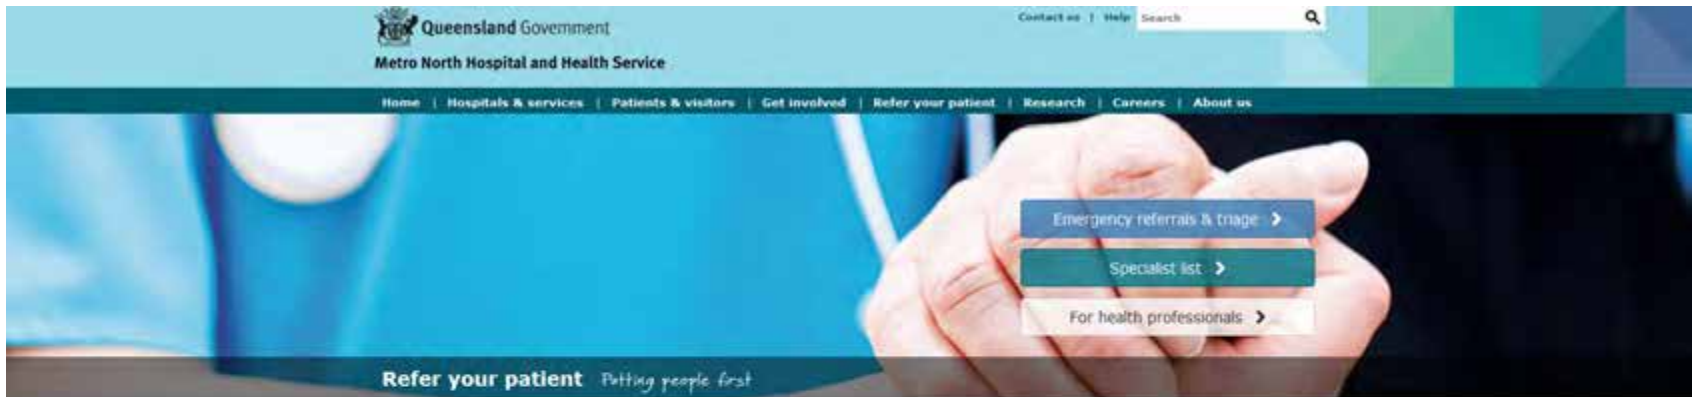 Queensland Government
Contact us | Help Search
Metro North Hospital and Health Service
Home | Hospitals & services | Patients & visitors | Get involved | Refer your patient | Research | Careers | About us
Emergency referrals & triage
Specialist list
For health professionals
Refer your patient Putting people first